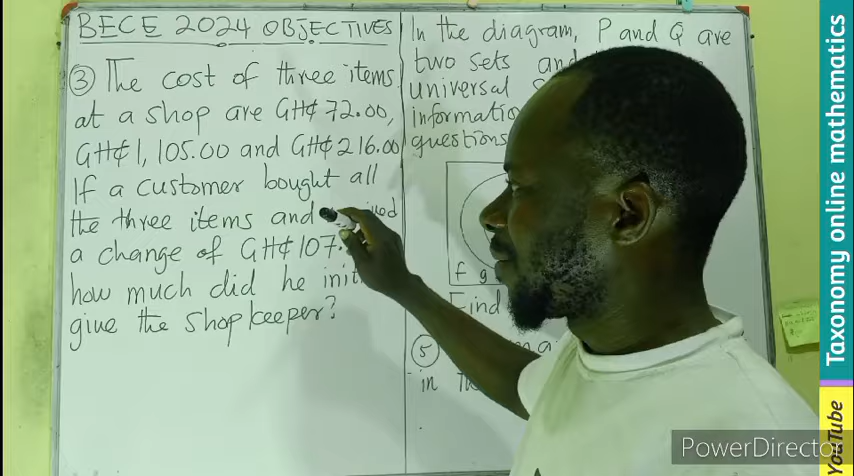 BECE 2024 OBJECTIVES
③ The cost of three items
at a shop are GH₵72.00,
GH₵1,105.00 and GH₵216.00
If a customer bought all
the three items and
a change of GH₵107.
how much did he
give the shopkeeper?
In the diagram, P and Q are
two sets and
universal
questions
f g
Find
⑤
in
Taxonomy online mathematics
YouTube
PowerDirector